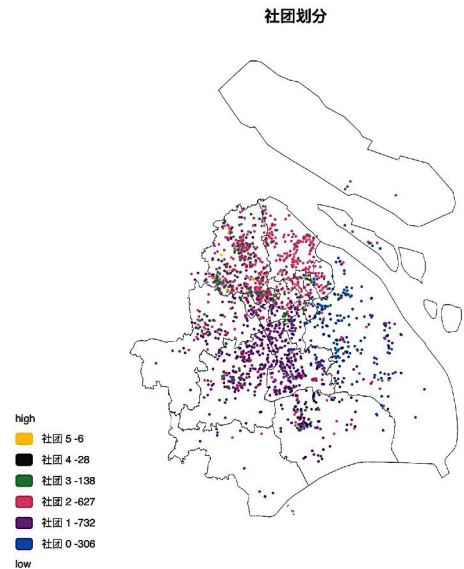 社团划分
high
社团 5 -6
社团 4 -28
社团 3 -138
社团 2 -627
社团 1 -732
社团 0 -306
low